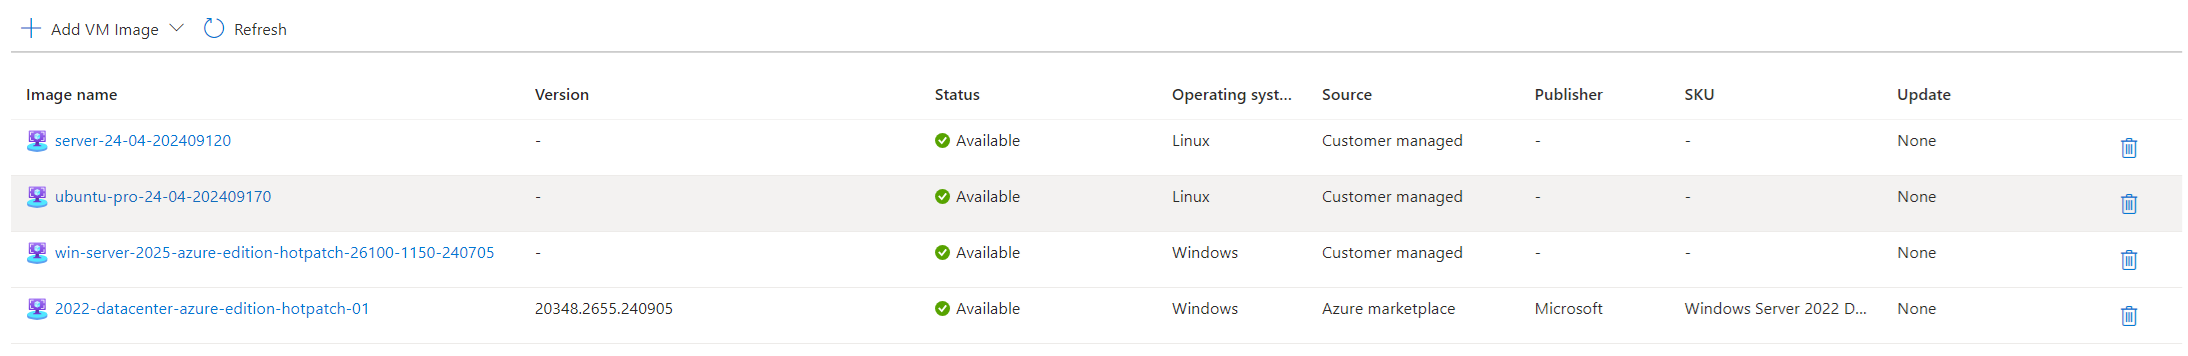 Add VM Image Refresh
Image name Version Status Operating syst... Source Publisher SKU Update
server-24-04-202409120 - Available Linux Customer managed - - None
ubuntu-pro-24-04-202409170 - Available Linux Customer managed - - None
win-server-2025-azure-edition-hotpatch-26100-1150-240705 - Available Windows Customer managed - - None
2022-datacenter-azure-edition-hotpatch-01 20348.2655.240905 Available Windows Azure marketplace Microsoft Windows Server 2022 D... None